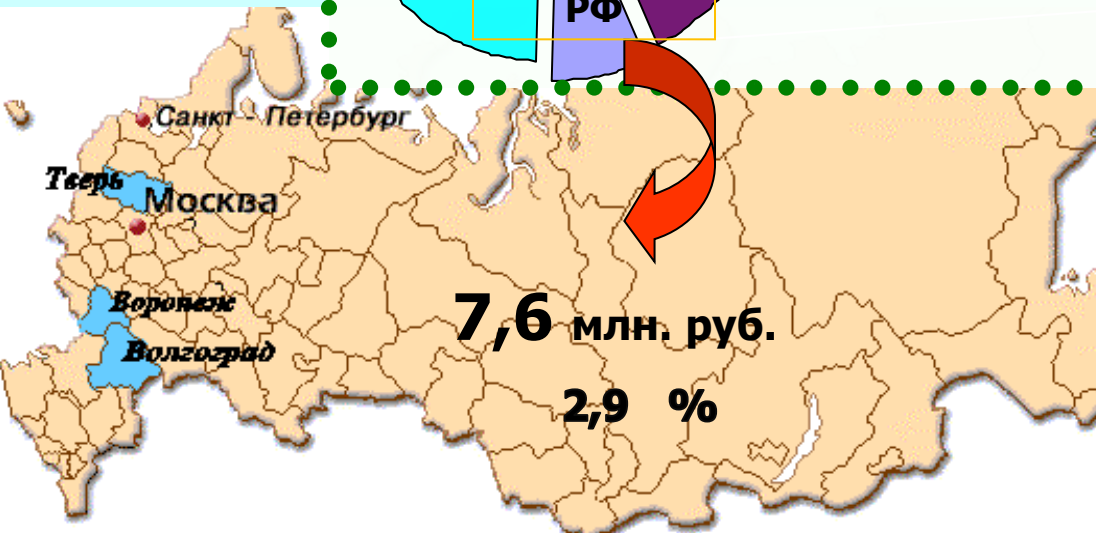 РФ
Санкт - Петербург
Тверь
Москва
Воронеж
7,6 млн. руб.
Волгоград
2,9 %